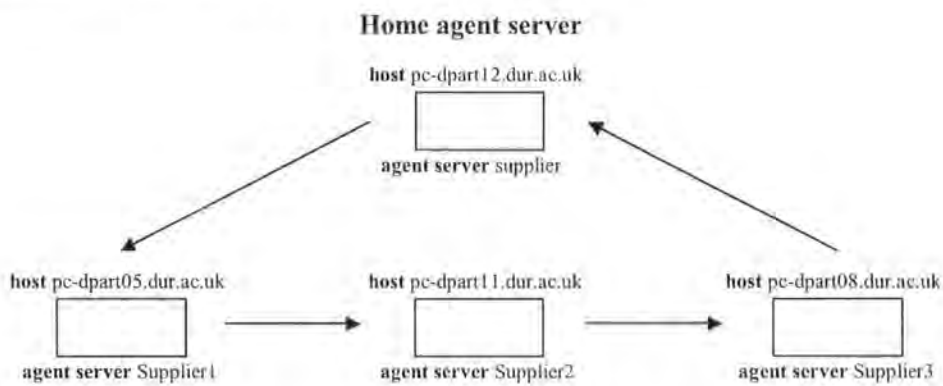 Home agent server
host pc-dpart12.dur.ac.uk
agent server supplier
host pc-dpart05.dur.ac.uk
host pc-dpart11.dur.ac.uk
host pc-dpart08.dur.ac.uk
agent server Supplier1
agent server Supplier2
agent server Supplier3